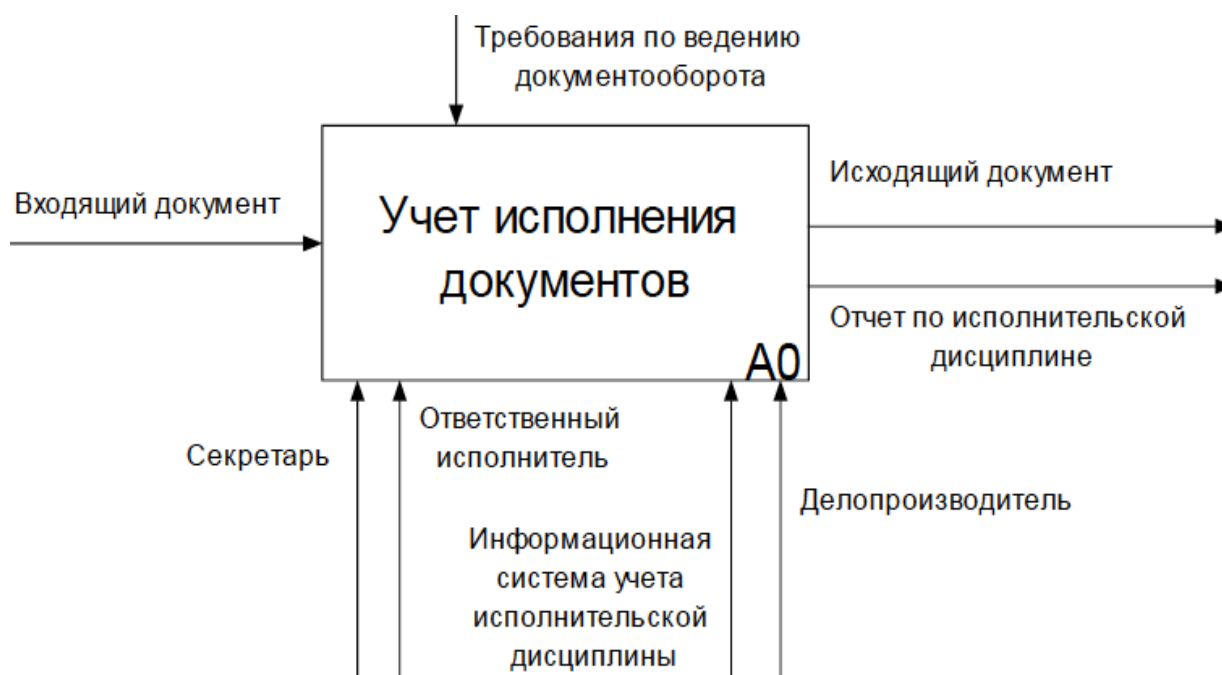 Требования по ведению
документооборота
Входящий документ
Учет исполнения
документов
A0
Исходящий документ
Отчет по исполнительской
дисциплине
Секретарь
Ответственный
исполнитель
Информационная
система учета
исполнительской
дисциплины
Делопроизводитель